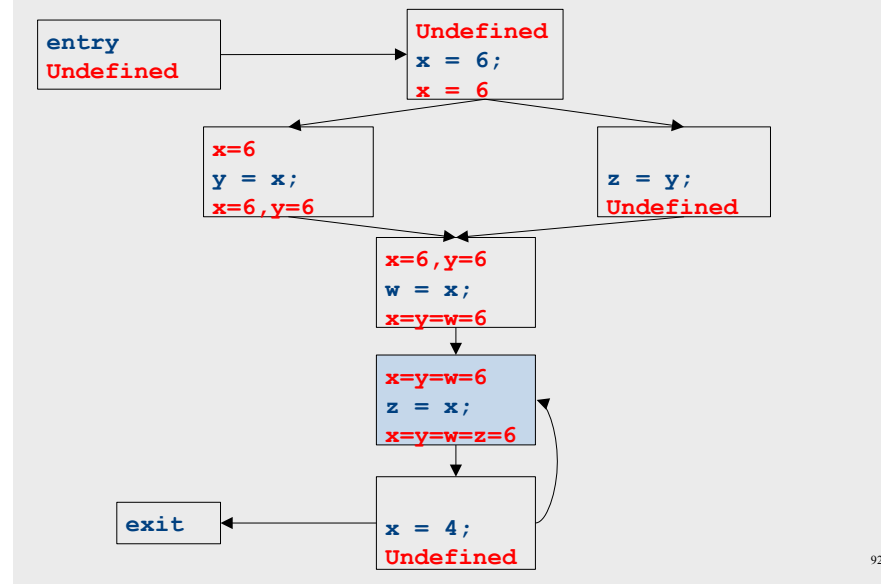 entry
Undefined
Undefined
x = 6;
x = 6
x=6
y = x;
x=6,y=6
z = y;
Undefined
x=6,y=6
w = x;
x=y=w=6
x=y=w=6
z = x;
x=y=w=z=6
exit
x = 4;
Undefined
92